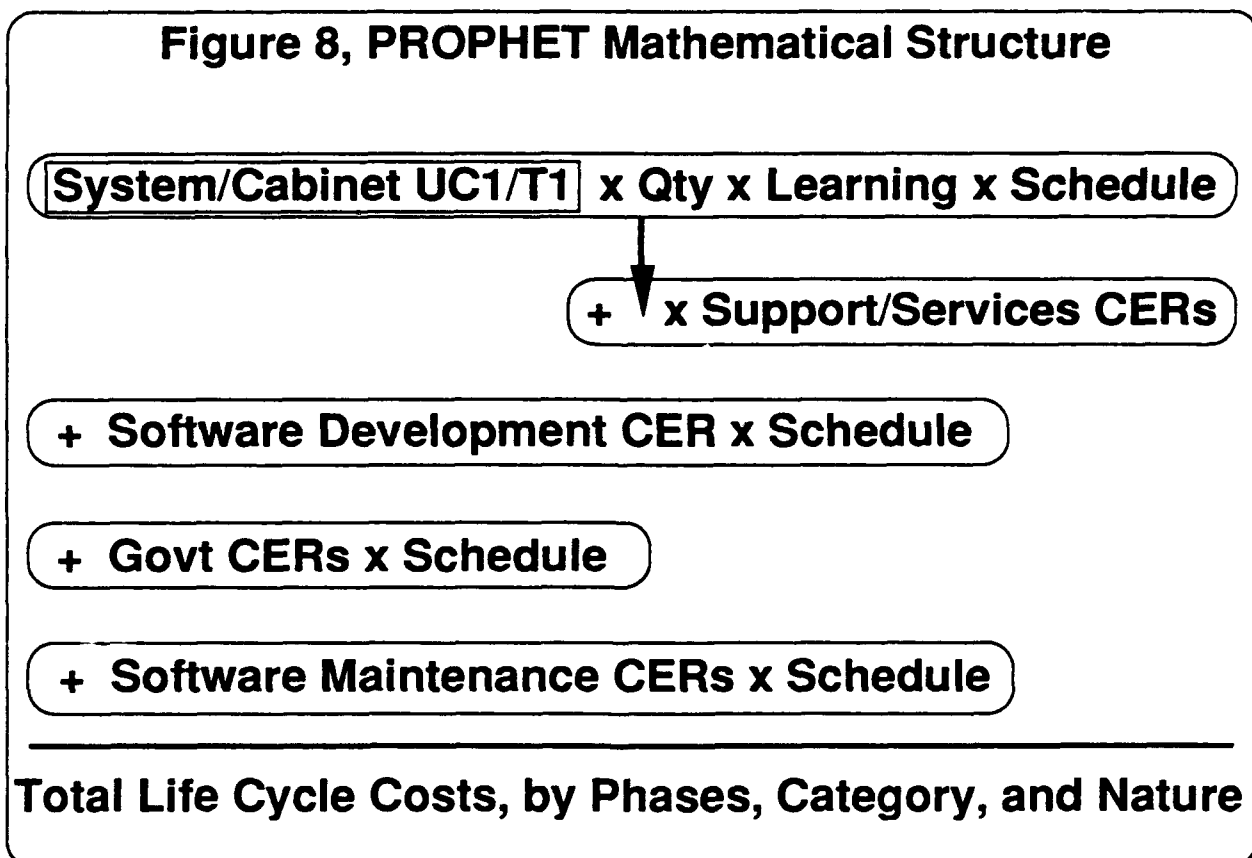 Figure 8, PROPHET Mathematical Structure
System/Cabinet UC1/T1 x Qty x Learning x Schedule
+ x Support/Services CERs
+ Software Development CER x Schedule
+ Govt CERs x Schedule
+ Software Maintenance CERs x Schedule
Total Life Cycle Costs, by Phases, Category, and Nature